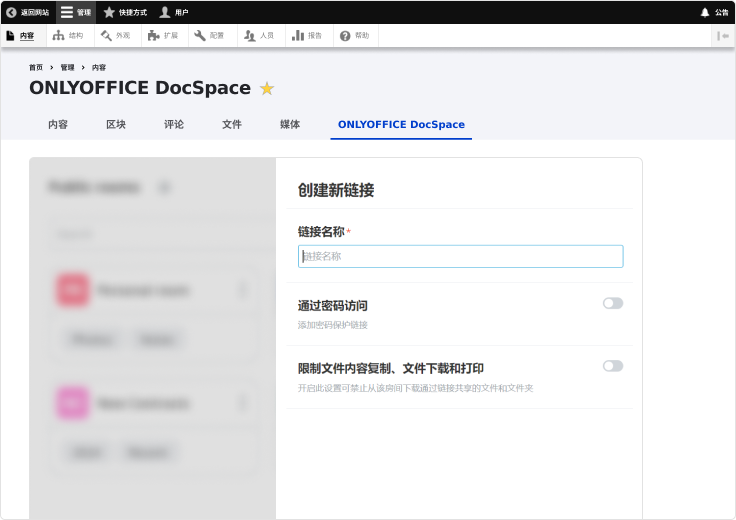 返回网站 管理 快捷方式 用户 公告
内容 结构 外观 扩展 配置 人员 报告 帮助
首页 > 管理 > 内容
ONLYOFFICE DocSpace
内容 区块 评论 文件 媒体 ONLYOFFICE DocSpace
创建新链接
链接名称*
链接名称
通过密码访问
添加密码保护链接
限制文件内容复制、文件下载和打印
开启此设置可禁止从该房间下载通过链接共享的文件和文件夹